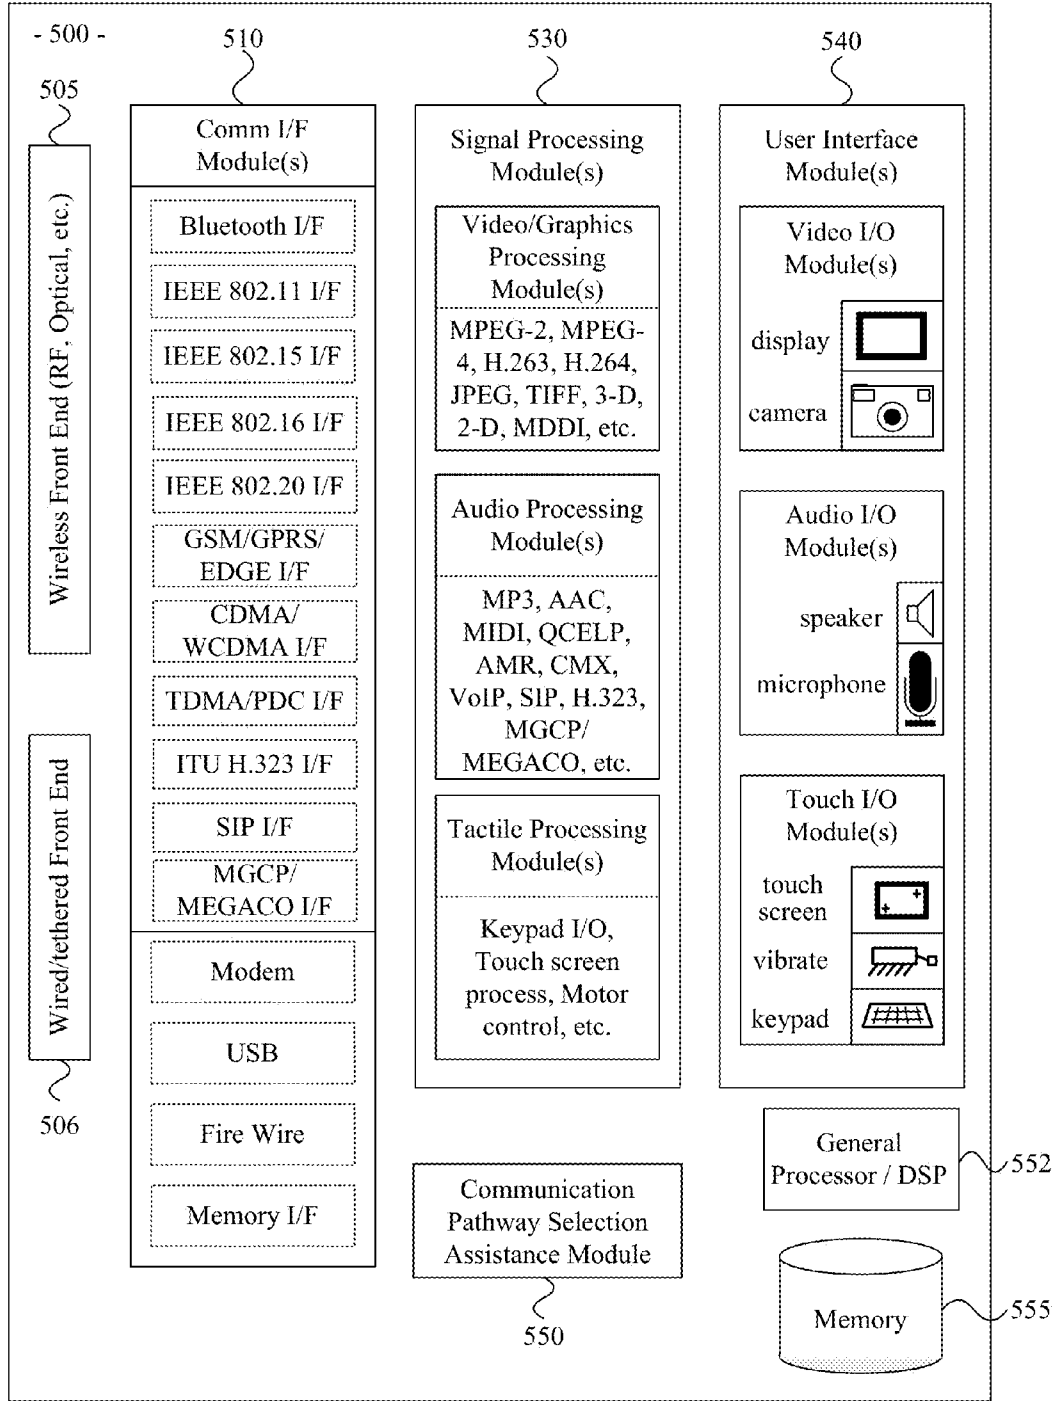 - 500 -
505
Wireless Front End (RF, Optical, etc.)
Wired/tethered Front End
506
510
Comm I/F
Module(s)
Bluetooth I/F
IEEE 802.11 I/F
IEEE 802.15 I/F
IEEE 802.16 I/F
IEEE 802.20 I/F
GSM/GPRS/
EDGE I/F
CDMA/
WCDMA I/F
TDMA/PDC I/F
ITU H.323 I/F
SIP I/F
MGCP/
MEGACO I/F
Modem
USB
Fire Wire
Memory I/F
530
Signal Processing
Module(s)
Video/Graphics
Processing
Module(s)
MPEG-2, MPEG-
4, H.263, H.264,
JPEG, TIFF, 3-D,
2-D, MDDI, etc.
Audio Processing
Module(s)
MP3, AAC,
MIDI, QCELP,
AMR, CMX,
VoIP, SIP, H.323,
MGCP/
MEGACO, etc.
Tactile Processing
Module(s)
Keypad I/O,
Touch screen
process, Motor
control, etc.
Communication
Pathway Selection
Assistance Module
550
540
User Interface
Module(s)
Video I/O
Module(s)
display
camera
Audio I/O
Module(s)
speaker
microphone
Touch I/O
Module(s)
touch
screen
vibrate
keypad
General
Processor / DSP
552
Memory
555